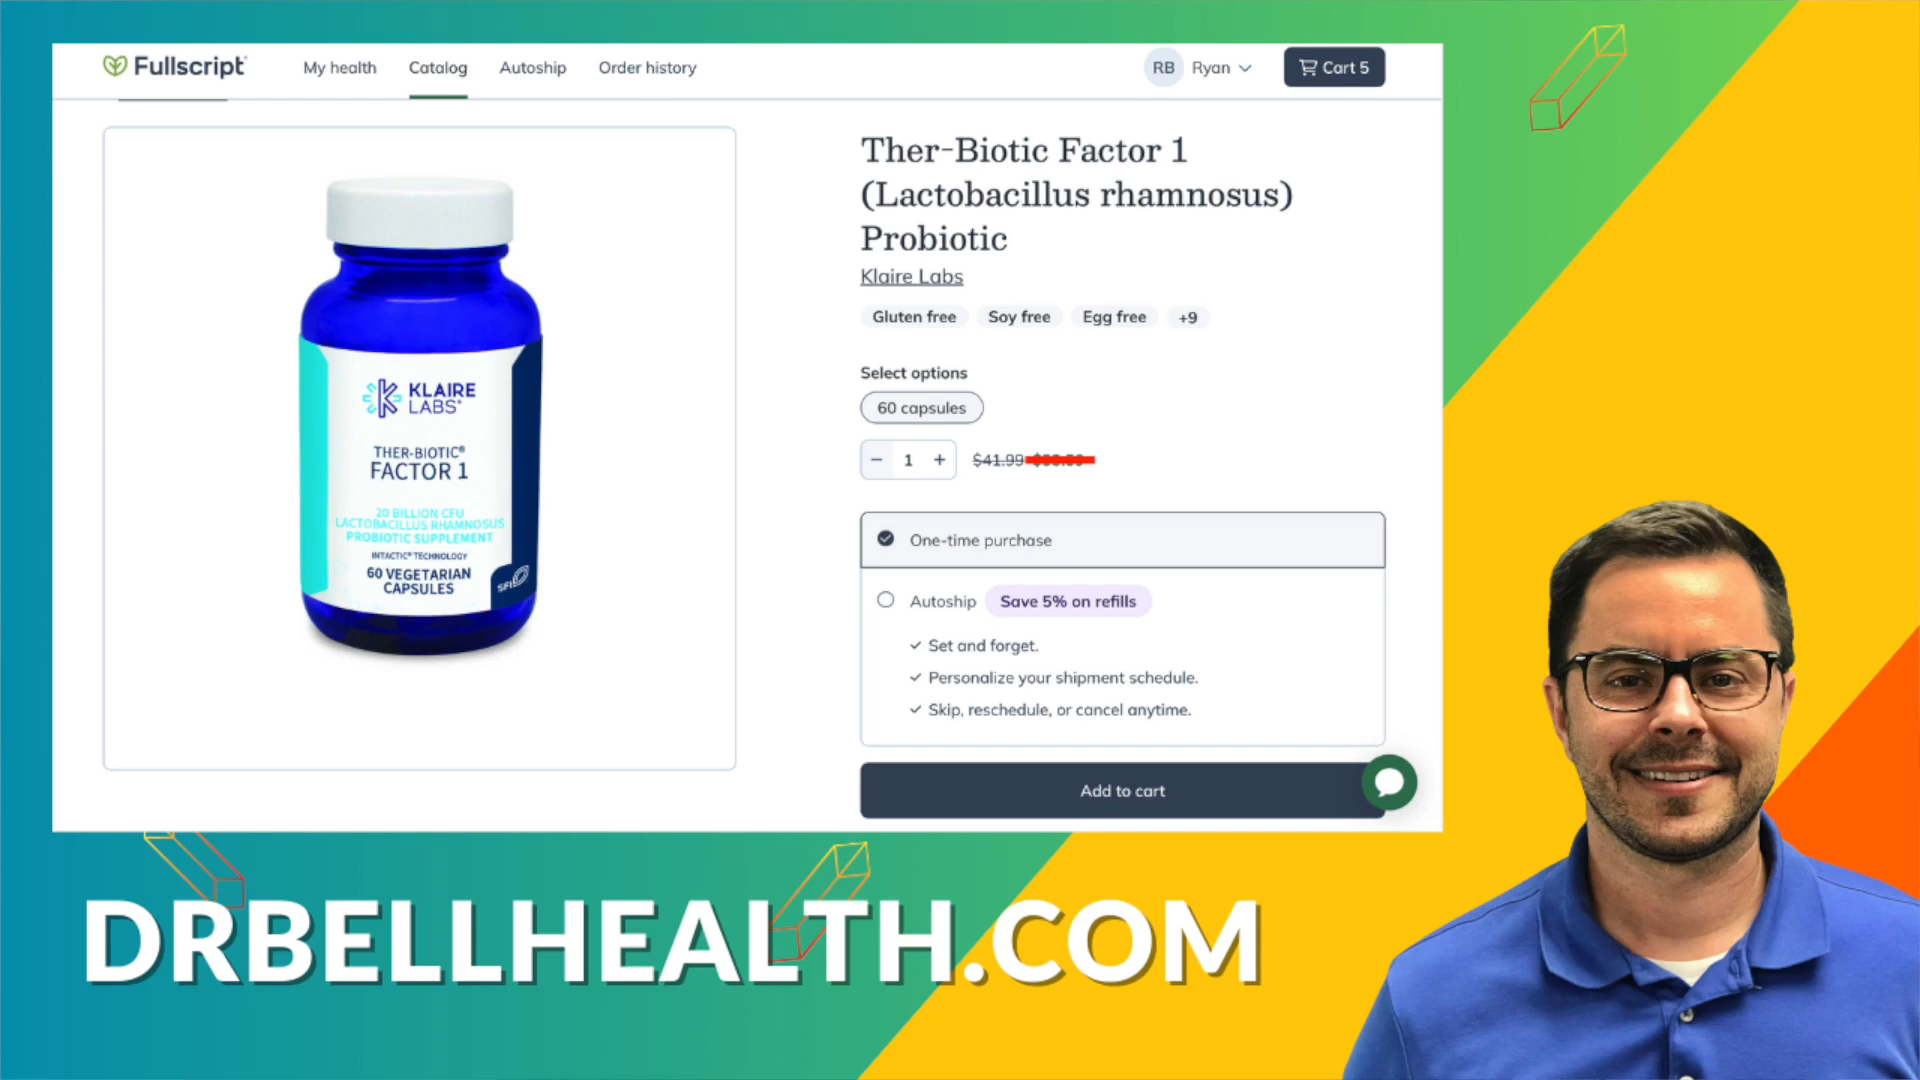 Fullscript
My health
Catalog
Autoship
Order history
RB
Ryan
Cart 5
KLAIRE
LABS®
THER-BIOTIC®
FACTOR 1
20 BILLION CFU
LACTOBACILLUS RHAMNOSUS
PROBIOTIC SUPPLEMENT
INTACTIC® TECHNOLOGY
60 VEGETARIAN
CAPSULES
SFI
Ther-Biotic Factor 1
(Lactobacillus rhamnosus)
Probiotic
Klaire Labs
Gluten free
Soy free
Egg free
+9
Select options
60 capsules
− 1 +
$41.99
One-time purchase
Autoship
Save 5% on refills
Set and forget.
Personalize your shipment schedule.
Skip, reschedule, or cancel anytime.
Add to cart
DRBELLHEALTH.COM